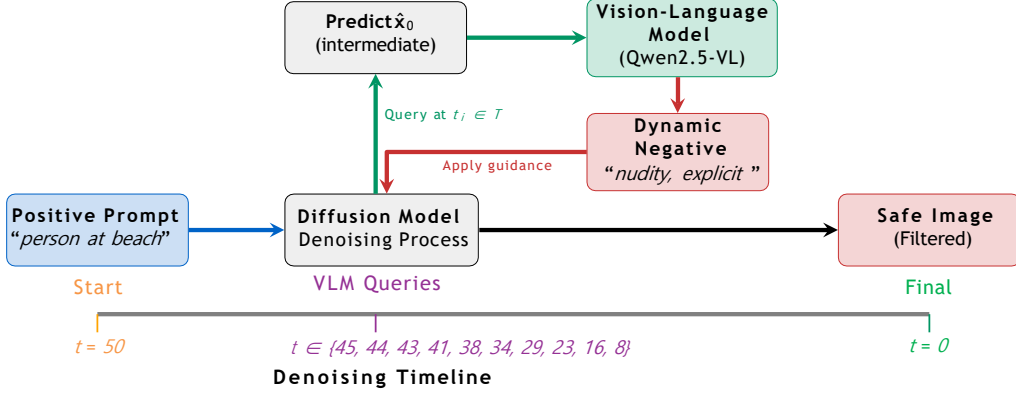 Predict x̂₀
(intermediate)
Vision-Language
Model
(Qwen2.5-VL)
Query at tᵢ ∈ T
Dynamic
Negative
“nudity, explicit ”
Apply guidance
Positive Prompt
“person at beach”
Diffusion Model
Denoising Process
Safe Image
(Filtered)
Start
VLM Queries
Final
t = 50
t ∈ {45, 44, 43, 41, 38, 34, 29, 23, 16, 8}
t = 0
Denoising Timeline